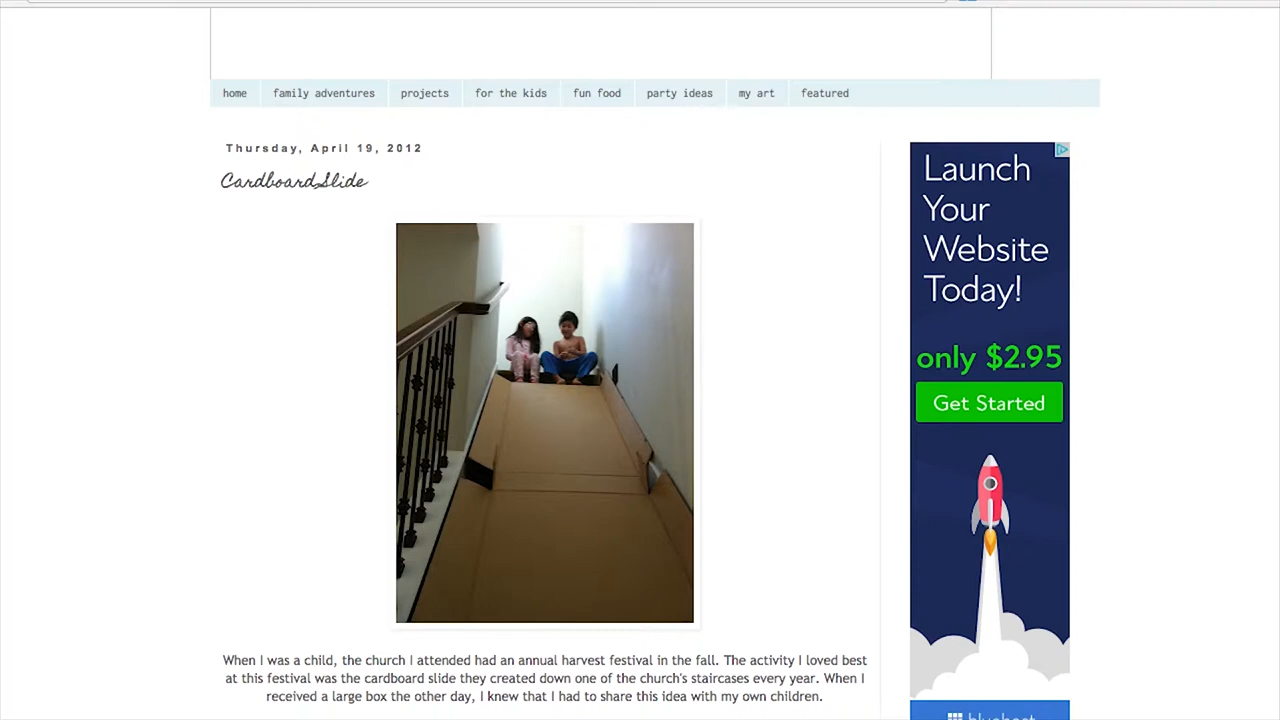 home family adventures projects for the kids fun food party ideas my art featured
Thursday, April 19, 2012
Cardboard Slide
When I was a child, the church I attended had an annual harvest festival in the fall. The activity I loved best
at this festival was the cardboard slide they created down one of the church's staircases every year. When I
received a large box the other day, I knew that I had to share this idea with my own children.
Launch
Your
Website
Today!
only $2.95
Get Started
bluehost